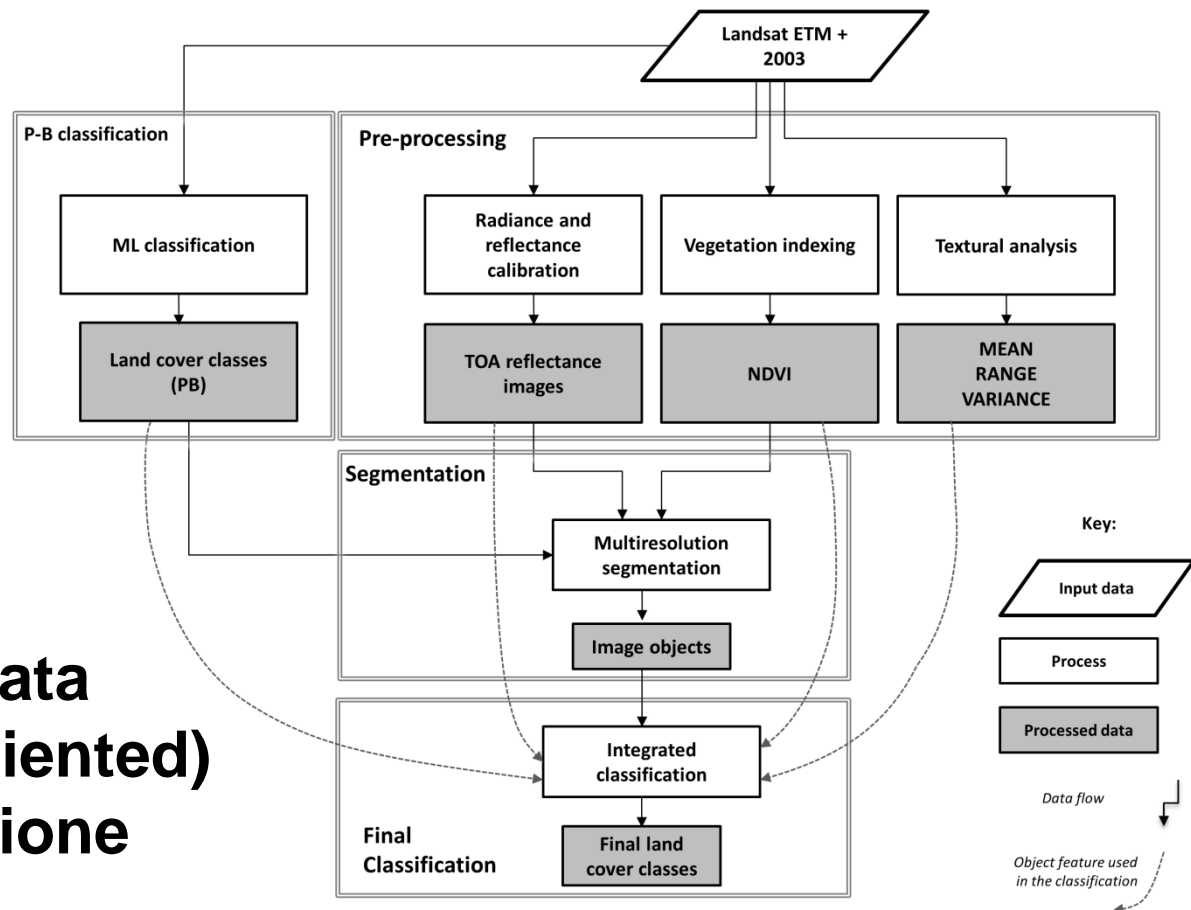 Landsat ETM +
2003
P-B classification
Pre-processing
ML classification
Radiance and
reflectance
calibration
Vegetation indexing
Textural analysis
Land cover classes
(PB)
TOA reflectance
images
NDVI
MEAN
RANGE
VARIANCE
Segmentation
Multiresolution
segmentation
Image objects
Integrated
classification
Final
Classification
Final land
cover classes
Key:
Input data
Process
Processed data
Data flow
Object feature used
in the classification
ata
iented)
ione